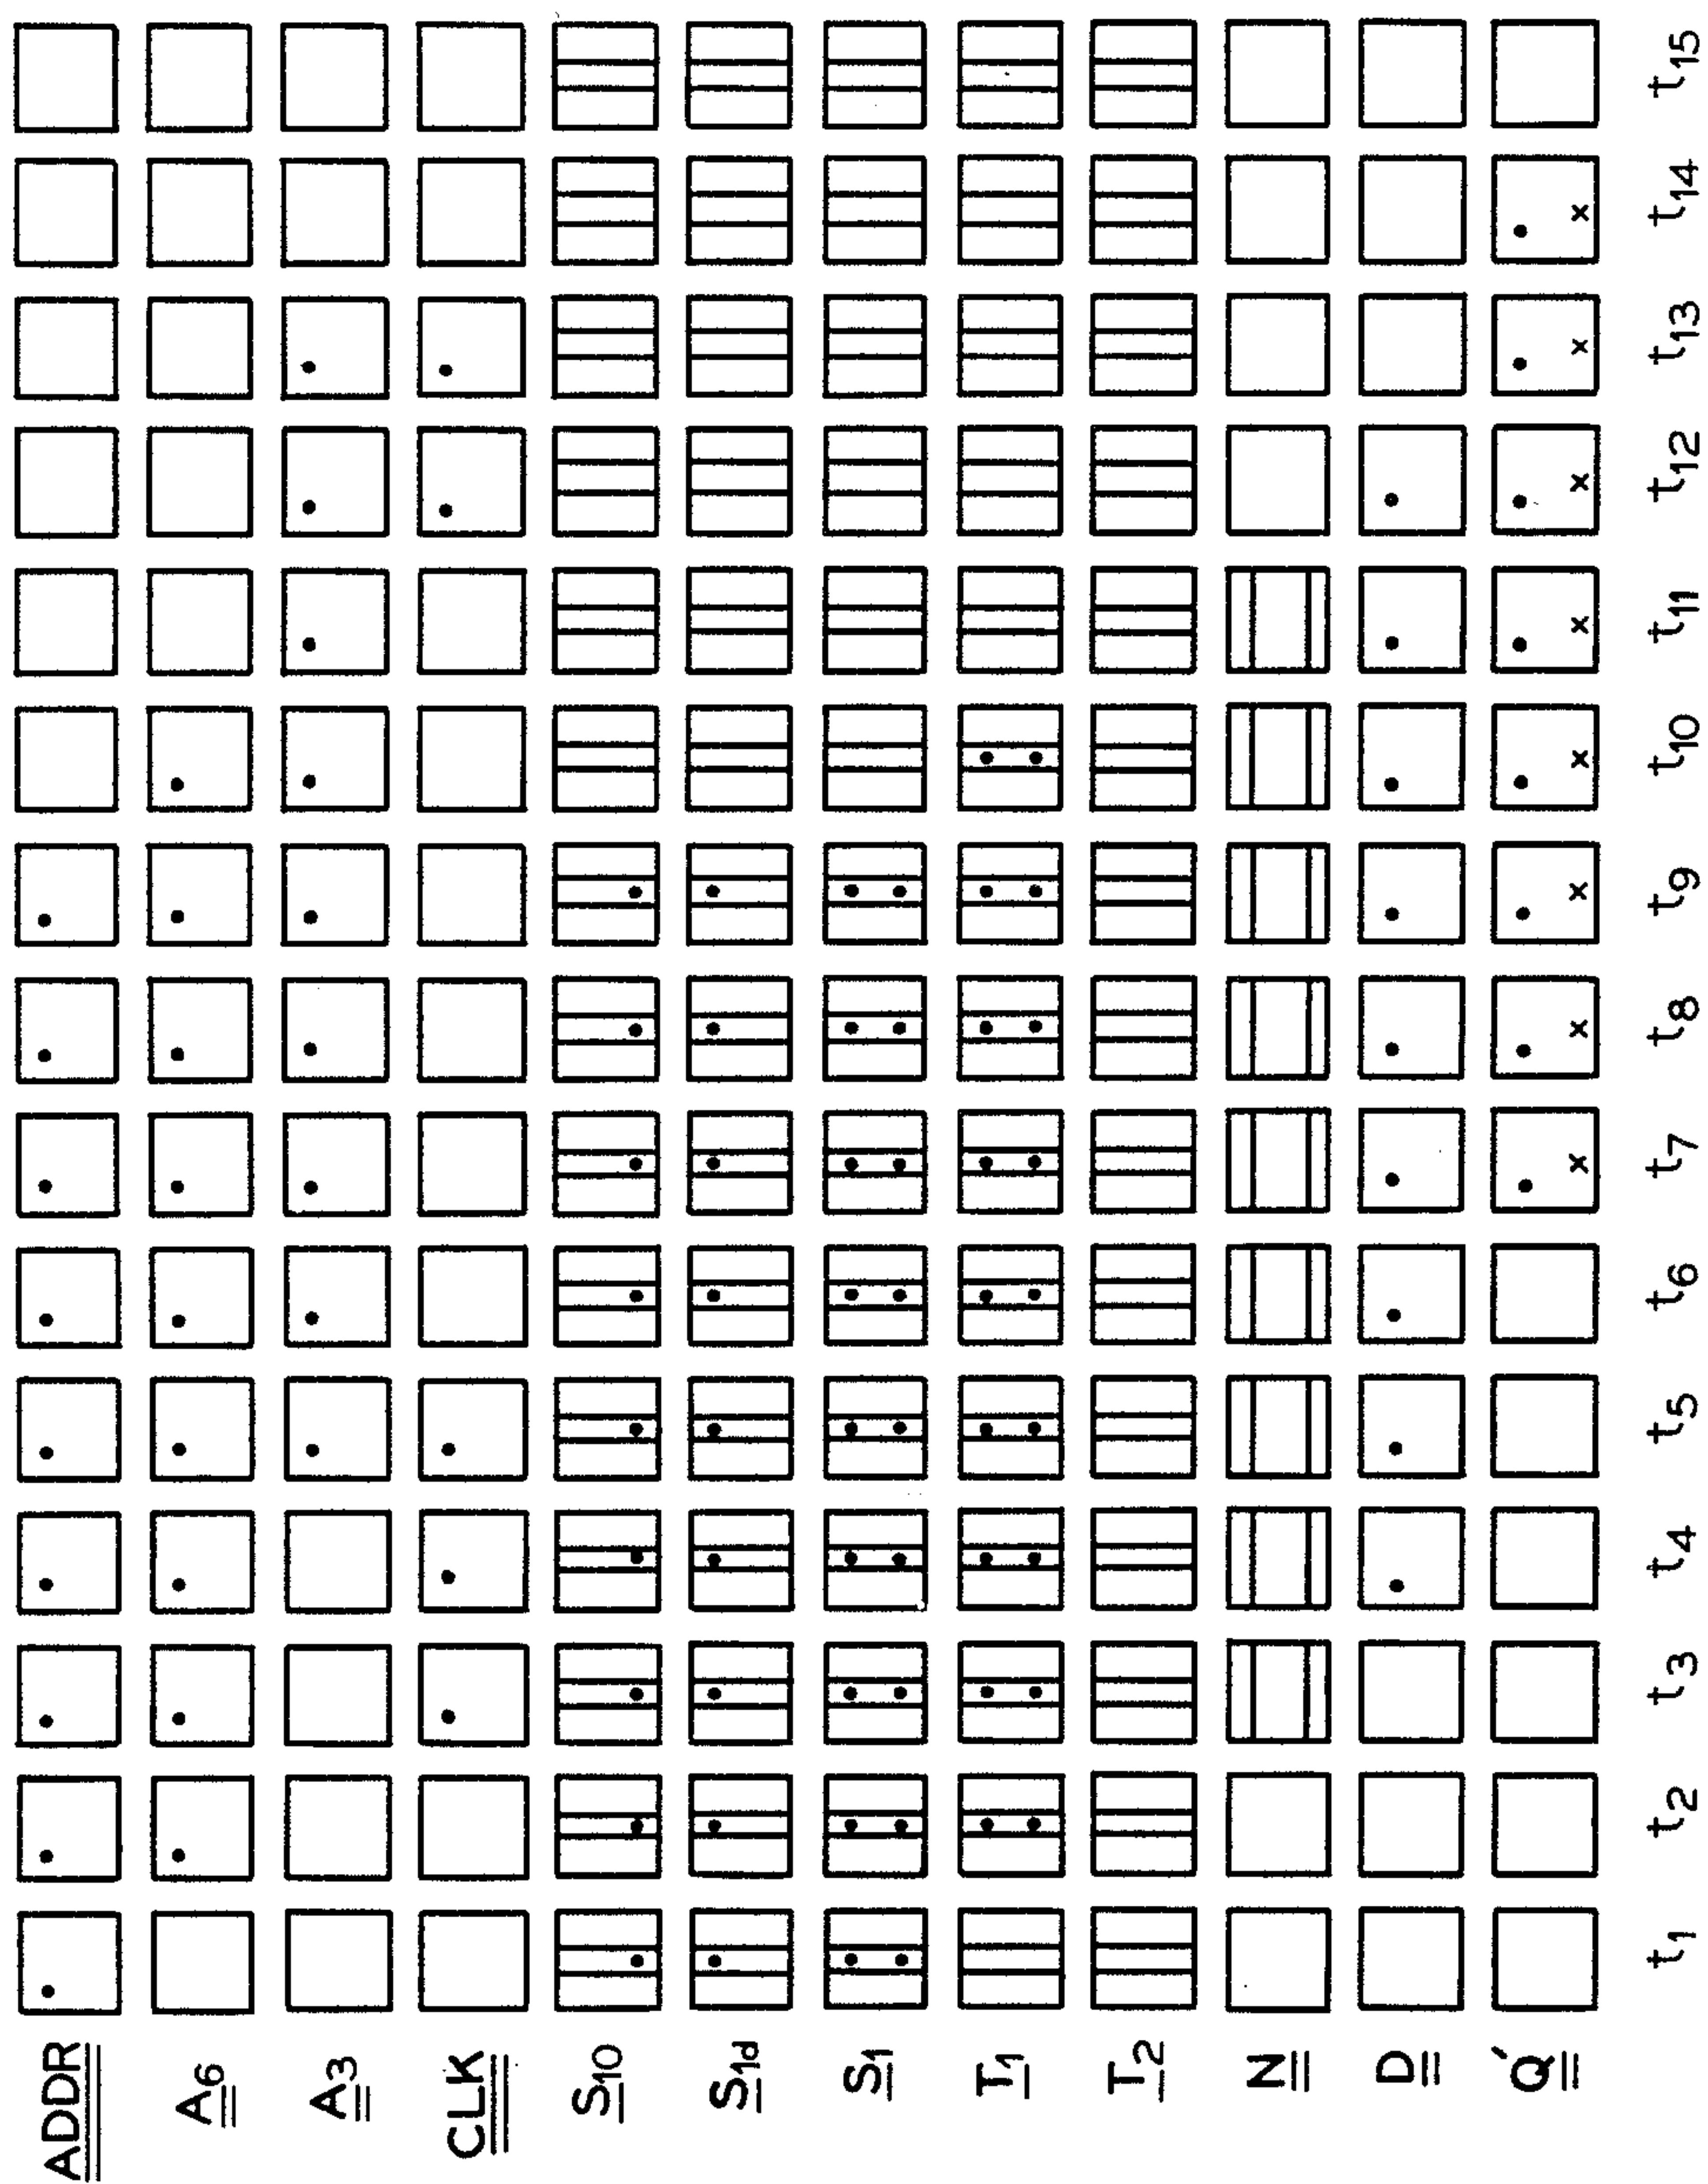 ADDR
A6
A3
CLK
S10
S1d
S1
T1
T2
N
D
Q'
t1 t2 t3 t4 t5 t6 t7 t8 t9 t10 t11 t12 t13 t14 t15